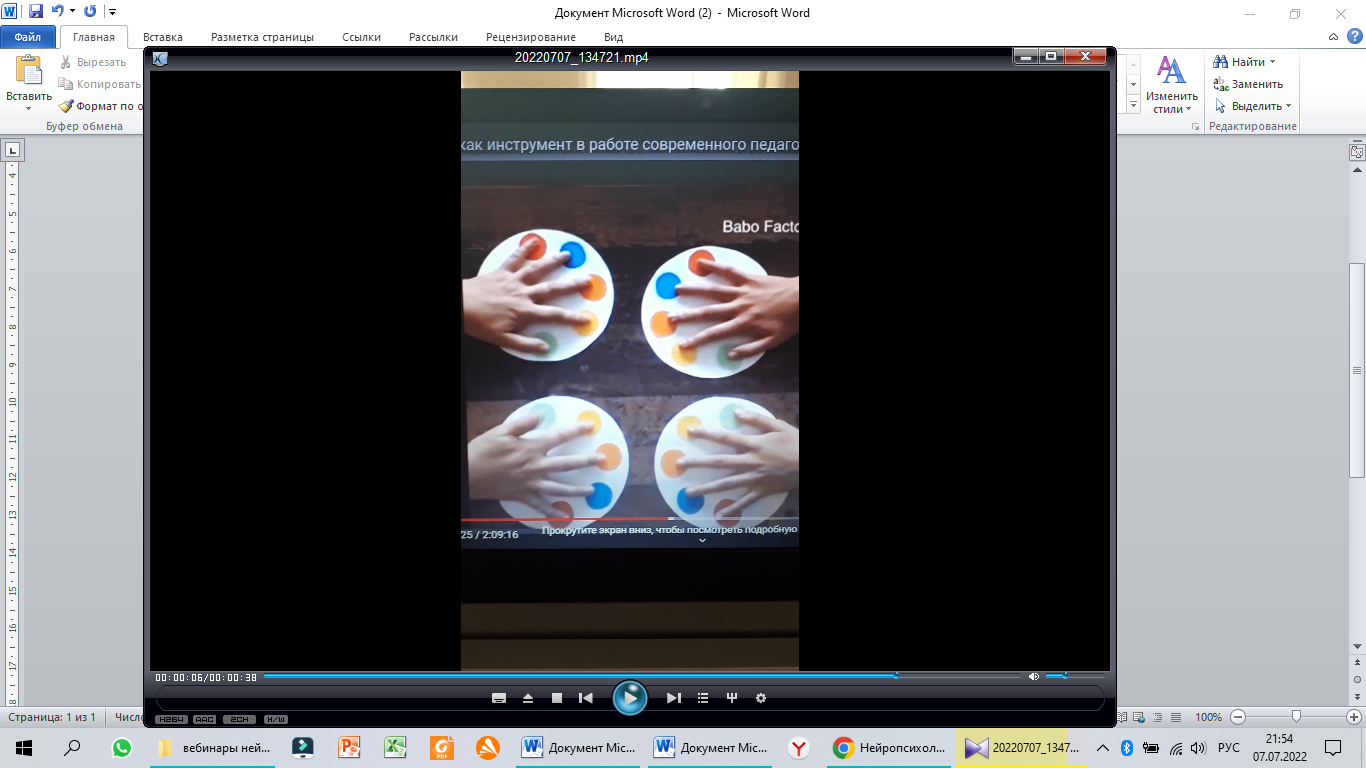 Документ Microsoft Word (2) - Microsoft Word
Файл
Главная
Вставка
Разметка страницы
Ссылки
Рассылки
Рецензирование
Вид
Вставить
Вырезать
Копировать
Формат по о
Буфер обмена
Изменить
стили
Найти
Заменить
Выделить
Редактирование
20220707_134721.mp4
как инструмент в работе современного педаго
Babo Facto
25 / 2:09:16
Прокрутите экран вниз, чтобы посмотреть подробную
00:00:06/00:00:38
H264 AAC 2CH H/W
Страница: 1 из 1
Число
100%
вебинары ней...
Документ Mic...
Документ Mic...
Нейропсихол...
20220707_1347...
РУС
21:54
07.07.2022